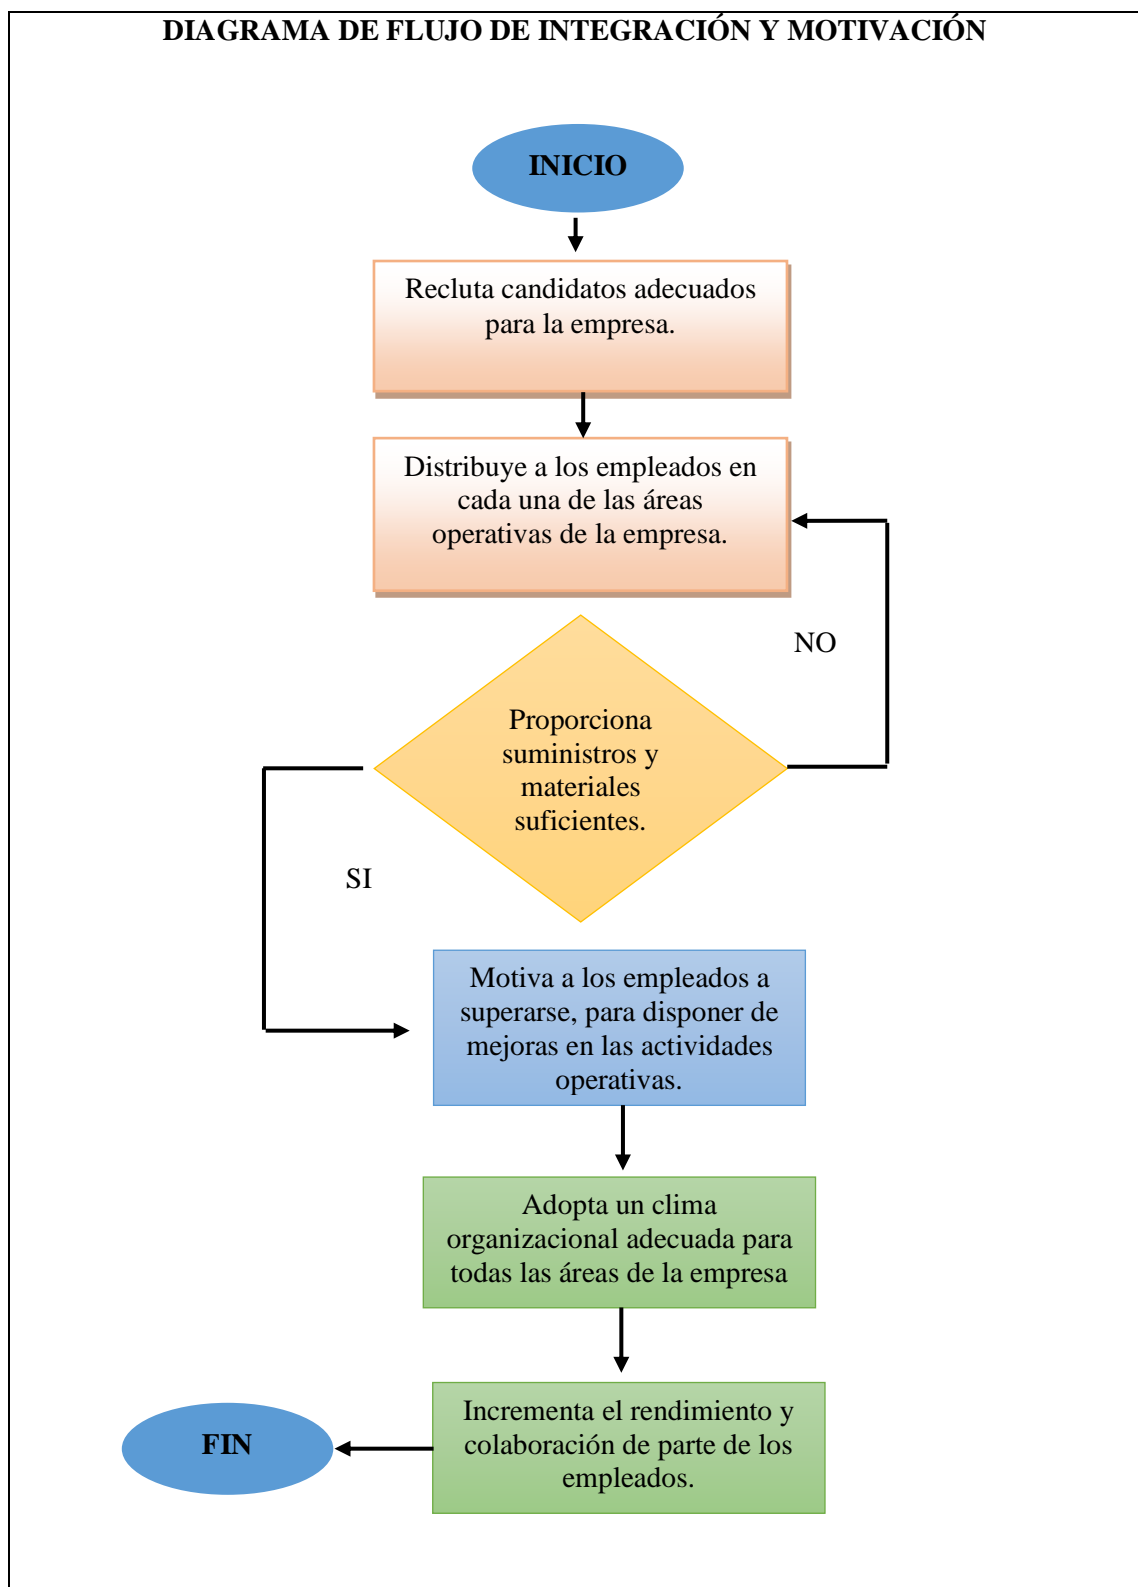 DIAGRAMA DE FLUJO DE INTEGRACIÓN Y MOTIVACIÓN
INICIO
Recluta candidatos adecuados
para la empresa.
Distribuye a los empleados en
cada una de las áreas
operativas de la empresa.
NO
Proporciona
suministros y
materiales
suficientes.
SI
Motiva a los empleados a
superarse, para disponer de
mejoras en las actividades
operativas.
Adopta un clima
organizacional adecuada para
todas las áreas de la empresa
Incrementa el rendimiento y
colaboración de parte de los
empleados.
FIN